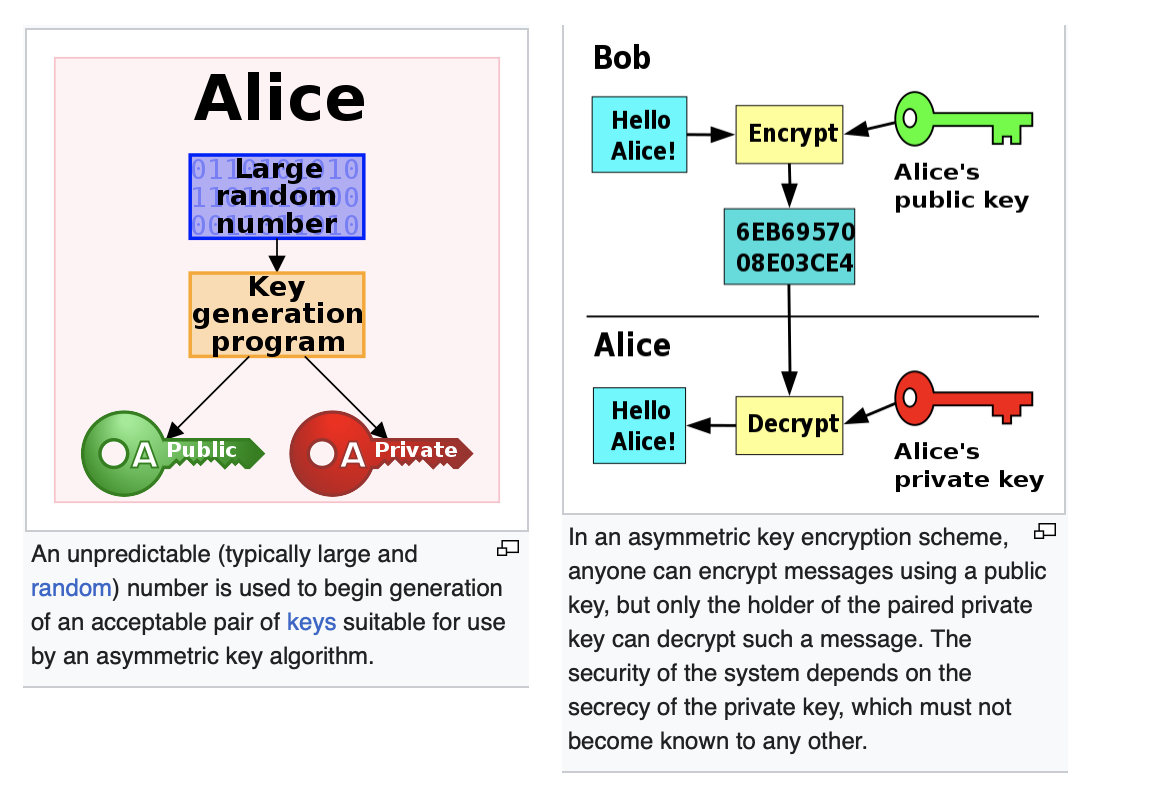 Alice
0110101010
Large
random
number
Key
generation
program
A Public
A Private
An unpredictable (typically large and
random) number is used to begin generation
of an acceptable pair of keys suitable for use
by an asymmetric key algorithm.
Bob
Hello
Alice!
Encrypt
Alice's
public key
6EB69570
08E03CE4
Alice
Hello
Alice!
Decrypt
Alice's
private key
In an asymmetric key encryption scheme,
anyone can encrypt messages using a public
key, but only the holder of the paired private
key can decrypt such a message. The
security of the system depends on the
secrecy of the private key, which must not
become known to any other.